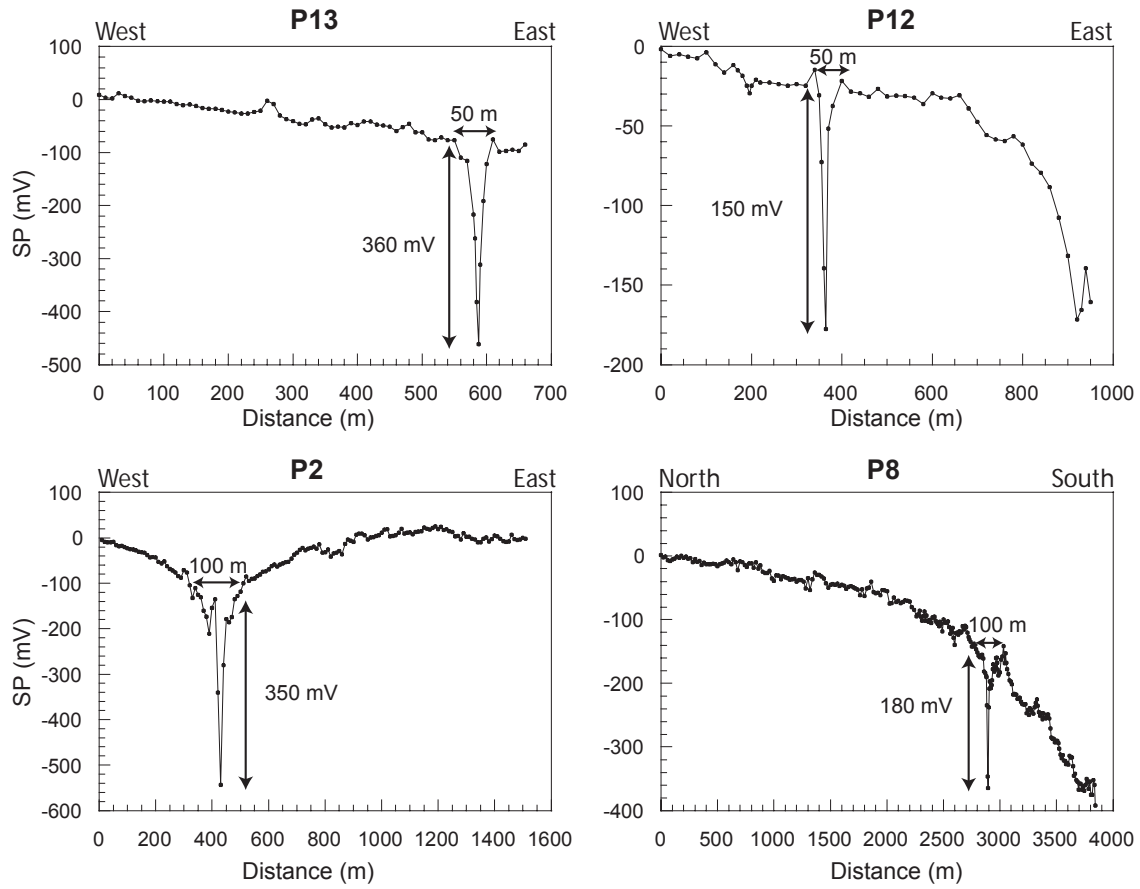 P13
West East
100
0
-100
-200
-300
-400
-500
SP (mV)
50 m
360 mV
0 100 200 300 400 500 600 700
Distance (m)
P12
West East
0
-50
-100
-150
-200
50 m
150 mV
0 200 400 600 800 1000
Distance (m)
P2
West East
100
0
-100
-200
-300
-400
-500
-600
SP (mV)
100 m
350 mV
0 200 400 600 800 1000 1200 1400 1600
Distance (m)
P8
North South
100
0
-100
-200
-300
-400
100 m
180 mV
0 500 1000 1500 2000 2500 3000 3500 4000
Distance (m)